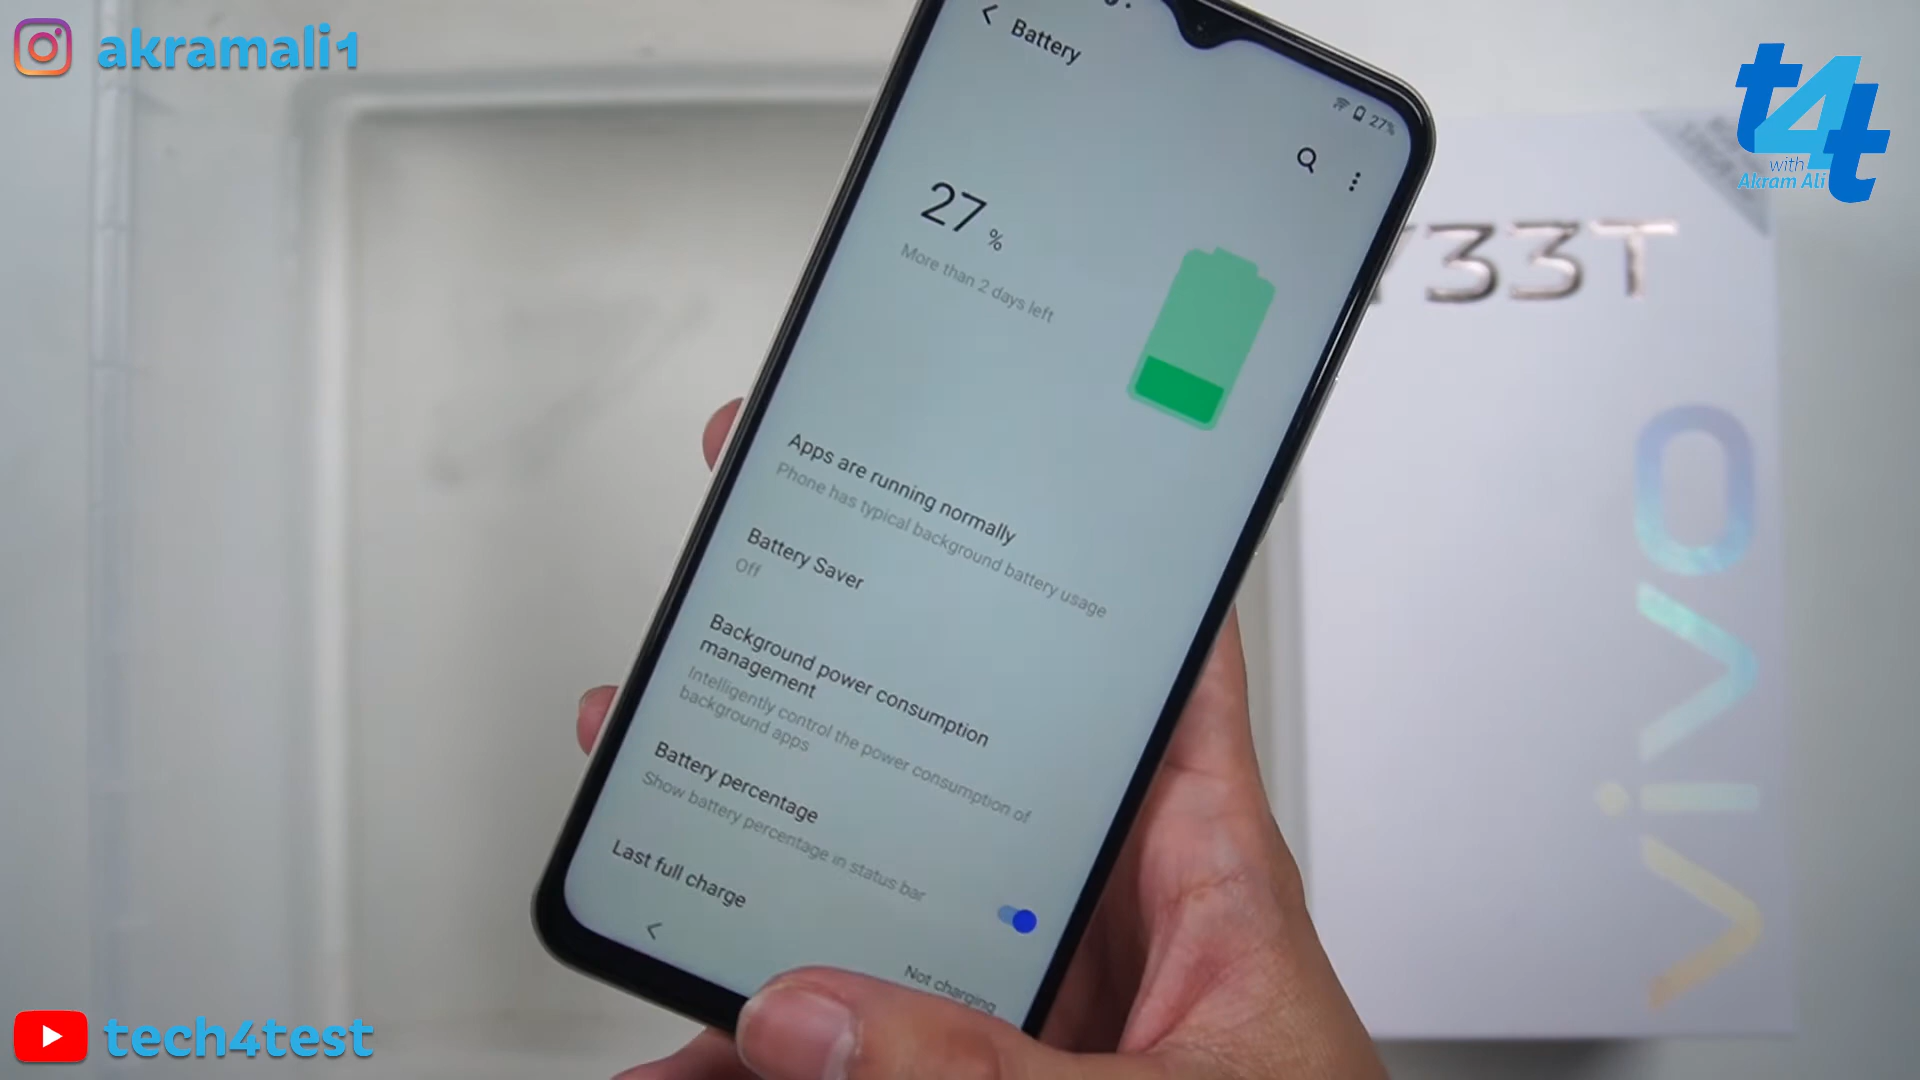 akramali1
t4t
with
Akram Ali
Battery
27%
27 %
More than 2 days left
Y33T
Apps are running normally
Phone has typical background battery usage
Battery Saver
Off
Background power consumption
management
Intelligently control the power consumption of
background apps
Battery percentage
Show battery percentage in status bar
Last full charge
Not charging
vivo
tech4test